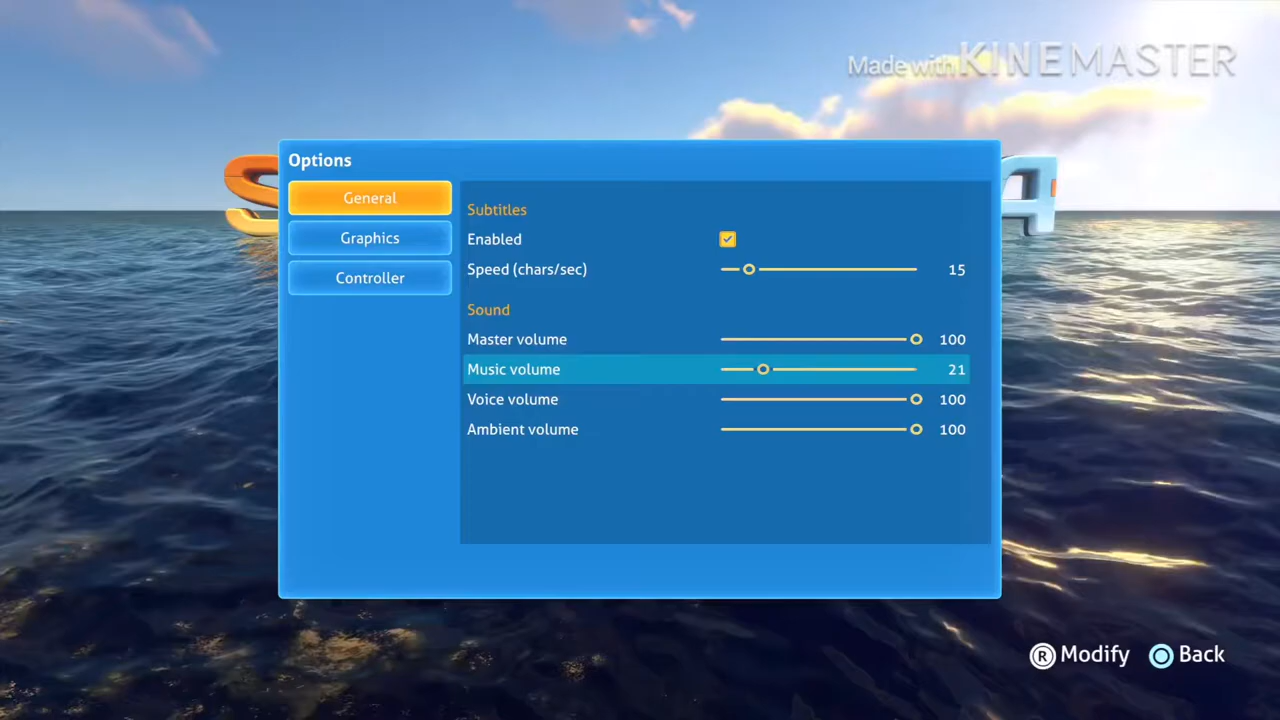 Made with KINEMASTER
Options
General
Graphics
Controller
Subtitles
Enabled
Speed (chars/sec) 15
Sound
Master volume 100
Music volume 21
Voice volume 100
Ambient volume 100
R Modify Back